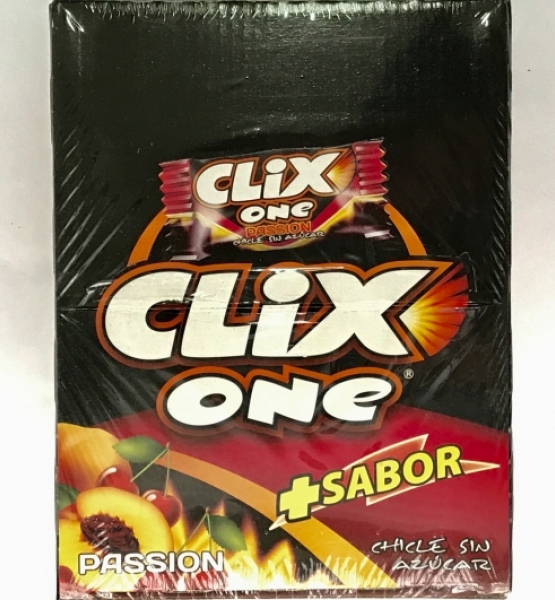 CLiX
one
PASSION
CHICLE SIN AZÚCAR
CLiX
one®
+SABOR
PASSION
CHICLE SIN
AZÚCAR